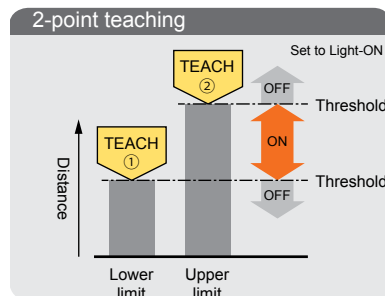 2-point teaching
Set to Light-ON
TEACH
②
OFF
Threshold
TEACH
①
ON
Threshold
OFF
Distance
Lower
limit
Upper
limit